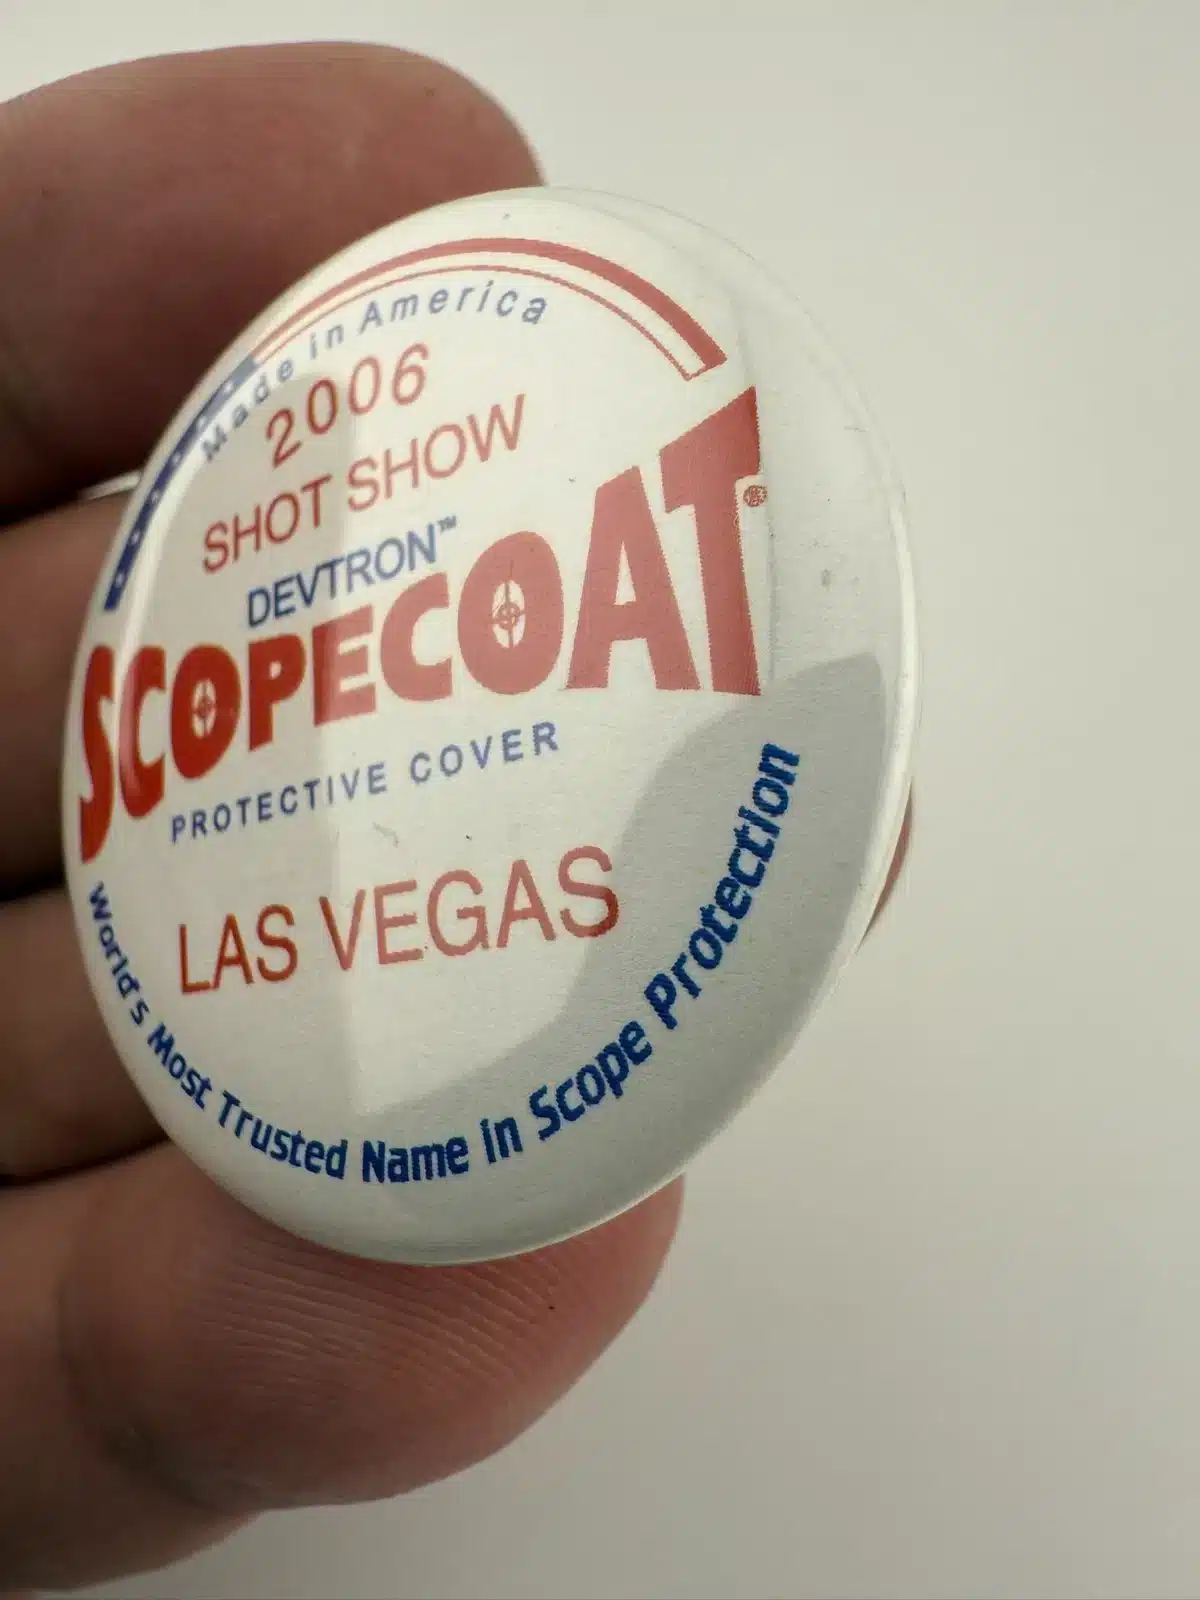 Made in America
2006
SHOT SHOW
DEVTRON™
SCOPECOAT®
PROTECTIVE COVER
LAS VEGAS
World's Most Trusted Name in Scope Protection